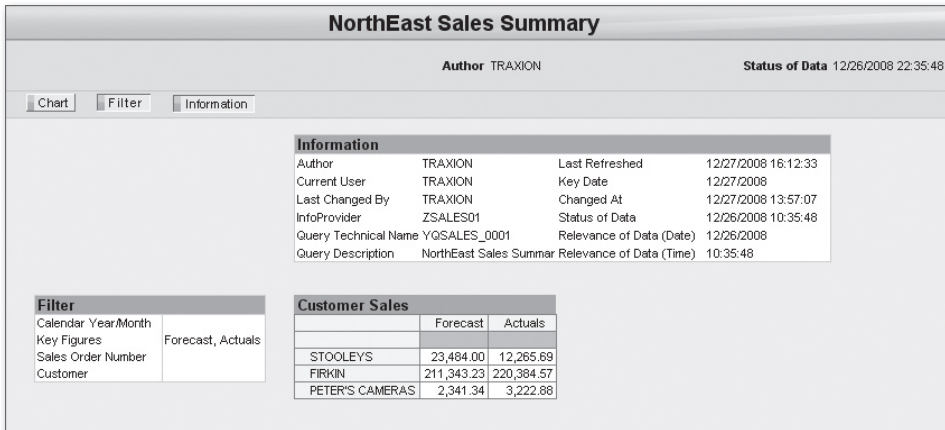 NorthEast Sales Summary
Author TRAXION Status of Data 12/26/2008 22:35:48
Chart Filter Information
Information
Author TRAXION Last Refreshed 12/27/2008 16:12:33
Current User TRAXION Key Date 12/27/2008
Last Changed By TRAXION Changed At 12/27/2008 13:57:07
InfoProvider ZSALES01 Status of Data 12/26/2008 10:35:48
Query Technical Name YQSALES_0001 Relevance of Data (Date) 12/26/2008
Query Description NorthEast Sales Summar Relevance of Data (Time) 10:35:48
Filter
Calendar Year/Month
Key Figures Forecast, Actuals
Sales Order Number
Customer
Customer Sales
Forecast Actuals
STOOLEYS 23,484.00 12,265.69
FIRKIN 211,343.23 220,384.57
PETER'S CAMERAS 2,341.34 3,222.88